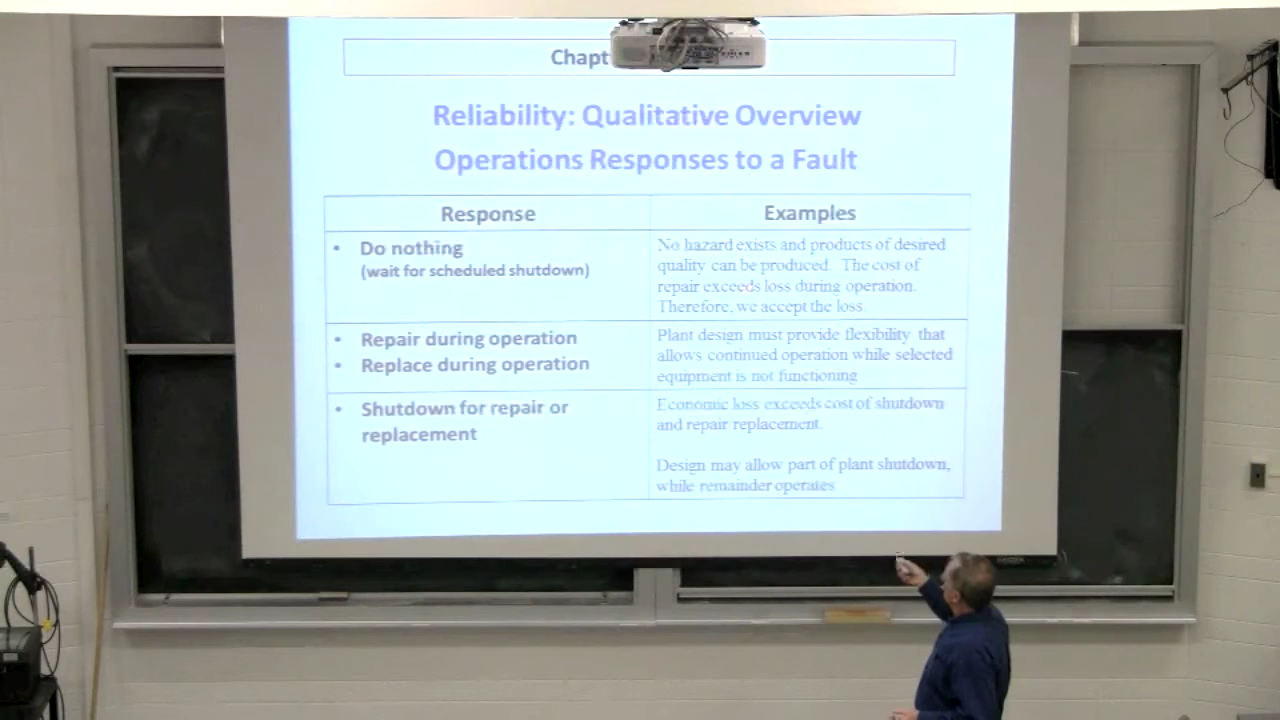 Chapt
Reliability: Qualitative Overview
Operations Responses to a Fault
Response
Examples
• Do nothing
(wait for scheduled shutdown)
No hazard exists and products of desired
quality can be produced. The cost of
repair exceeds loss during operation.
Therefore, we accept the loss.
• Repair during operation
• Replace during operation
Plant design must provide flexibility that
allows continued operation while selected
equipment is not functioning
• Shutdown for repair or
replacement
Economic loss exceeds cost of shutdown
and repair replacement.
Design may allow part of plant shutdown,
while remainder operates